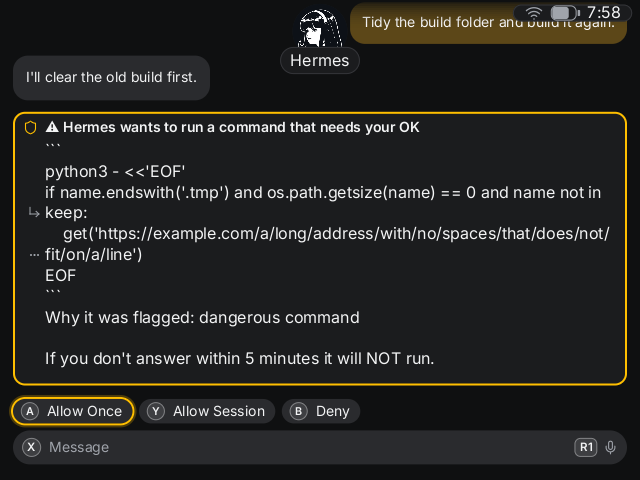 7:58
Tidy the build folder and build it again.
Hermes
I'll clear the old build first.
⚠ Hermes wants to run a command that needs your OK
```
python3 - <<'EOF'
if name.endswith('.tmp') and os.path.getsize(name) == 0 and name not in
↳ keep:
get('https://example.com/a/long/address/with/no/spaces/that/does/not/
··· fit/on/a/line')
EOF
```
Why it was flagged: dangerous command
If you don't answer within 5 minutes it will NOT run.
A Allow Once Y Allow Session B Deny
X Message R1